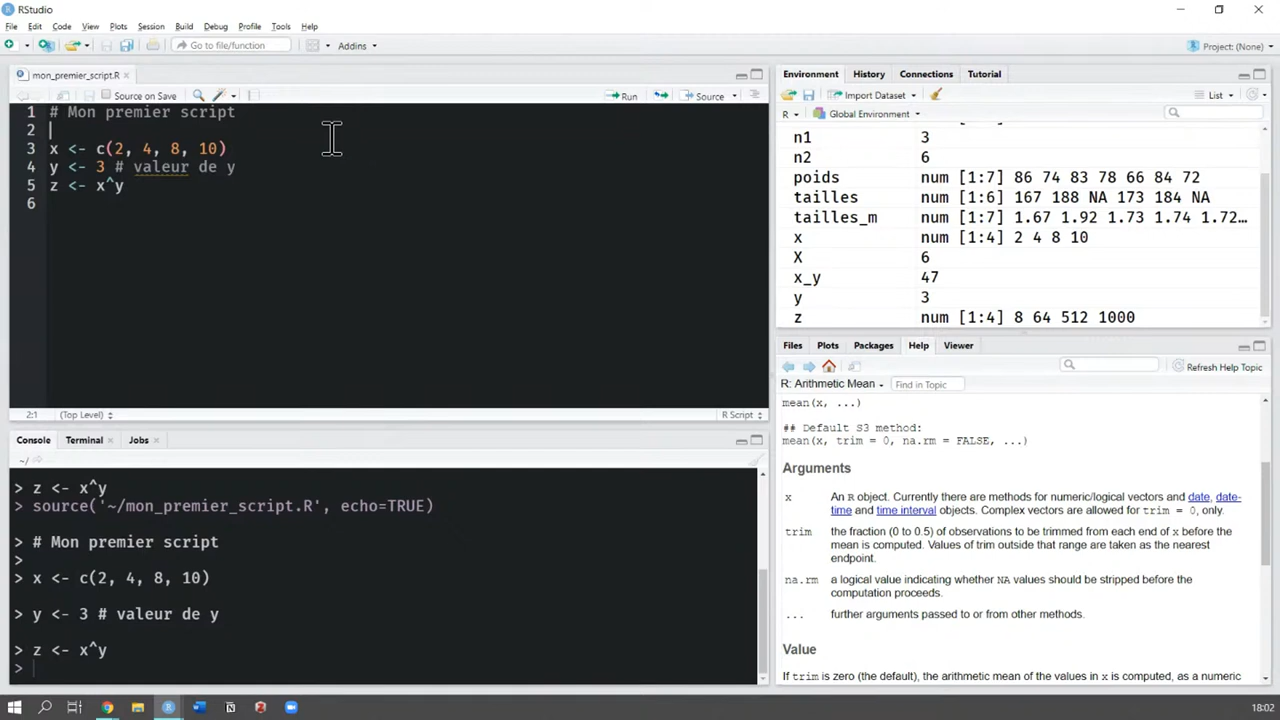 RStudio
File Edit Code View Plots Session Build Debug Profile Tools Help
Go to file/function Addins Project: (None)
mon_premier_script.R
Source on Save Run Source
1 # Mon premier script
2
3 x <- c(2, 4, 8, 10)
4 y <- 3 # valeur de y
5 z <- x^y
6
2:1 (Top Level) R Script
Console Terminal Jobs
~/
> z <- x^y
> source('~/mon_premier_script.R', echo=TRUE)
> # Mon premier script
>
> x <- c(2, 4, 8, 10)
> y <- 3 # valeur de y
> z <- x^y
>
Environment History Connections Tutorial
Import Dataset List
R Global Environment
n1 3
n2 6
poids num [1:7] 86 74 83 78 66 84 72
tailles num [1:6] 167 188 NA 173 184 NA
tailles_m num [1:7] 1.67 1.92 1.73 1.74 1.72…
x num [1:4] 2 4 8 10
X 6
x_y 47
y 3
z num [1:4] 8 64 512 1000
Files Plots Packages Help Viewer
Refresh Help Topic
R: Arithmetic Mean Find in Topic
mean(x, ...)
## Default S3 method:
mean(x, trim = 0, na.rm = FALSE, ...)
Arguments
x An R object. Currently there are methods for numeric/logical vectors and date, date-
time and time interval objects. Complex vectors are allowed for trim = 0, only.
trim the fraction (0 to 0.5) of observations to be trimmed from each end of x before the
mean is computed. Values of trim outside that range are taken as the nearest
endpoint.
na.rm a logical value indicating whether NA values should be stripped before the
computation proceeds.
... further arguments passed to or from other methods.
Value
If trim is zero (the default), the arithmetic mean of the values in x is computed, as a numeric
18:02